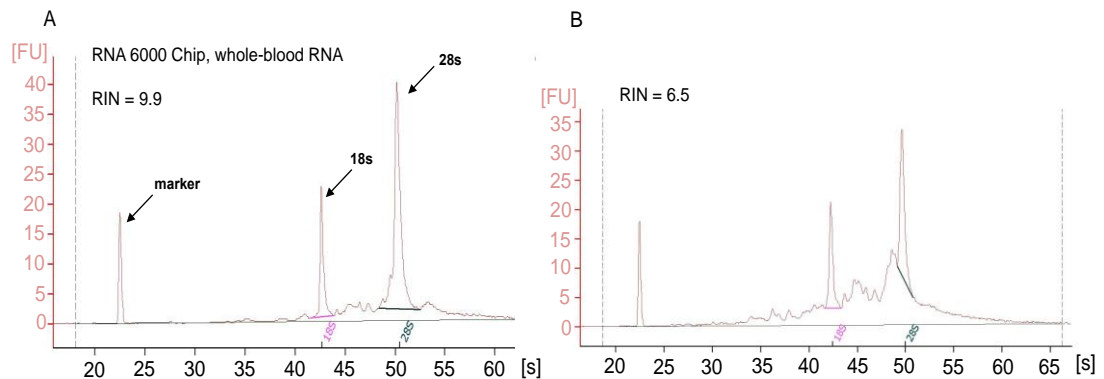 A
[FU]
RNA 6000 Chip, whole-blood RNA
RIN = 9.9
28s
18s
marker
40
35
30
25
20
15
10
5
0
18S
28S
20 25 30 35 40 45 50 55 60 [s]
B
[FU]
RIN = 6.5
35
30
25
20
15
10
5
0
18S
28S
20 25 30 35 40 45 50 55 60 65 [s]